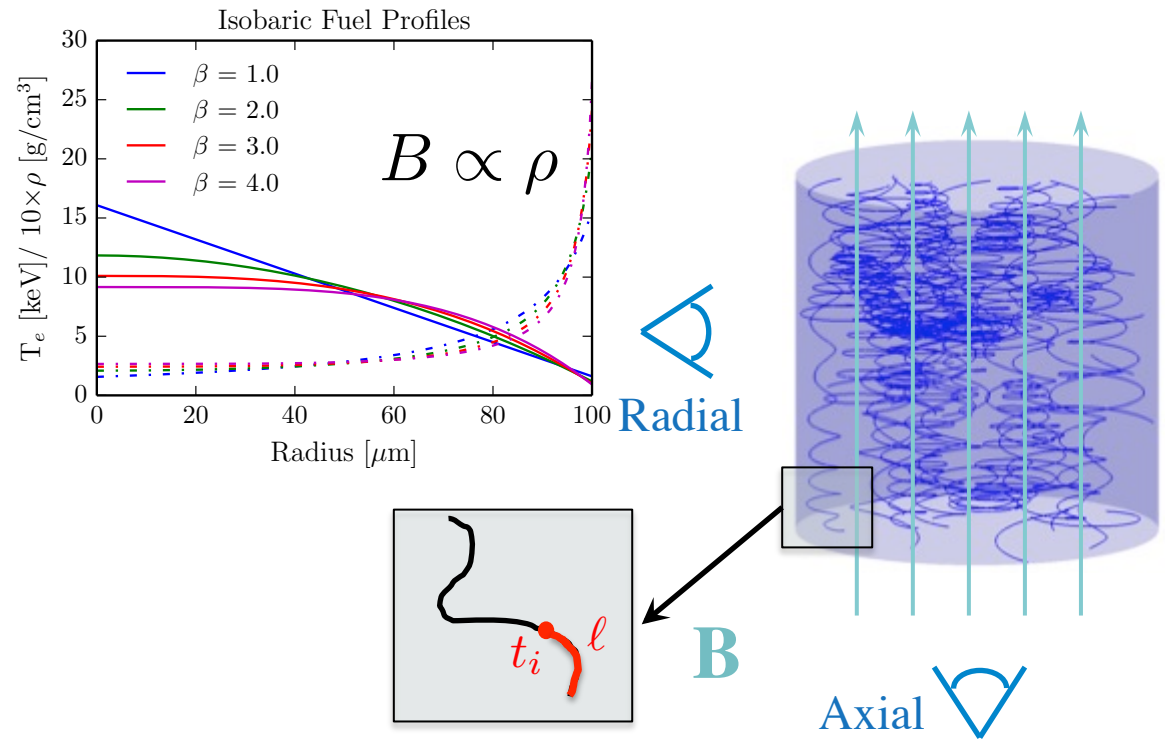 Isobaric Fuel Profiles
T_e [keV]/ 10×ρ [g/cm³]
30
25
20
15
10
5
0
β = 1.0
β = 2.0
β = 3.0
β = 4.0
B ∝ ρ
0 20 40 60 80 100
Radius [μm]
Radial
t_i
ℓ
B
Axial